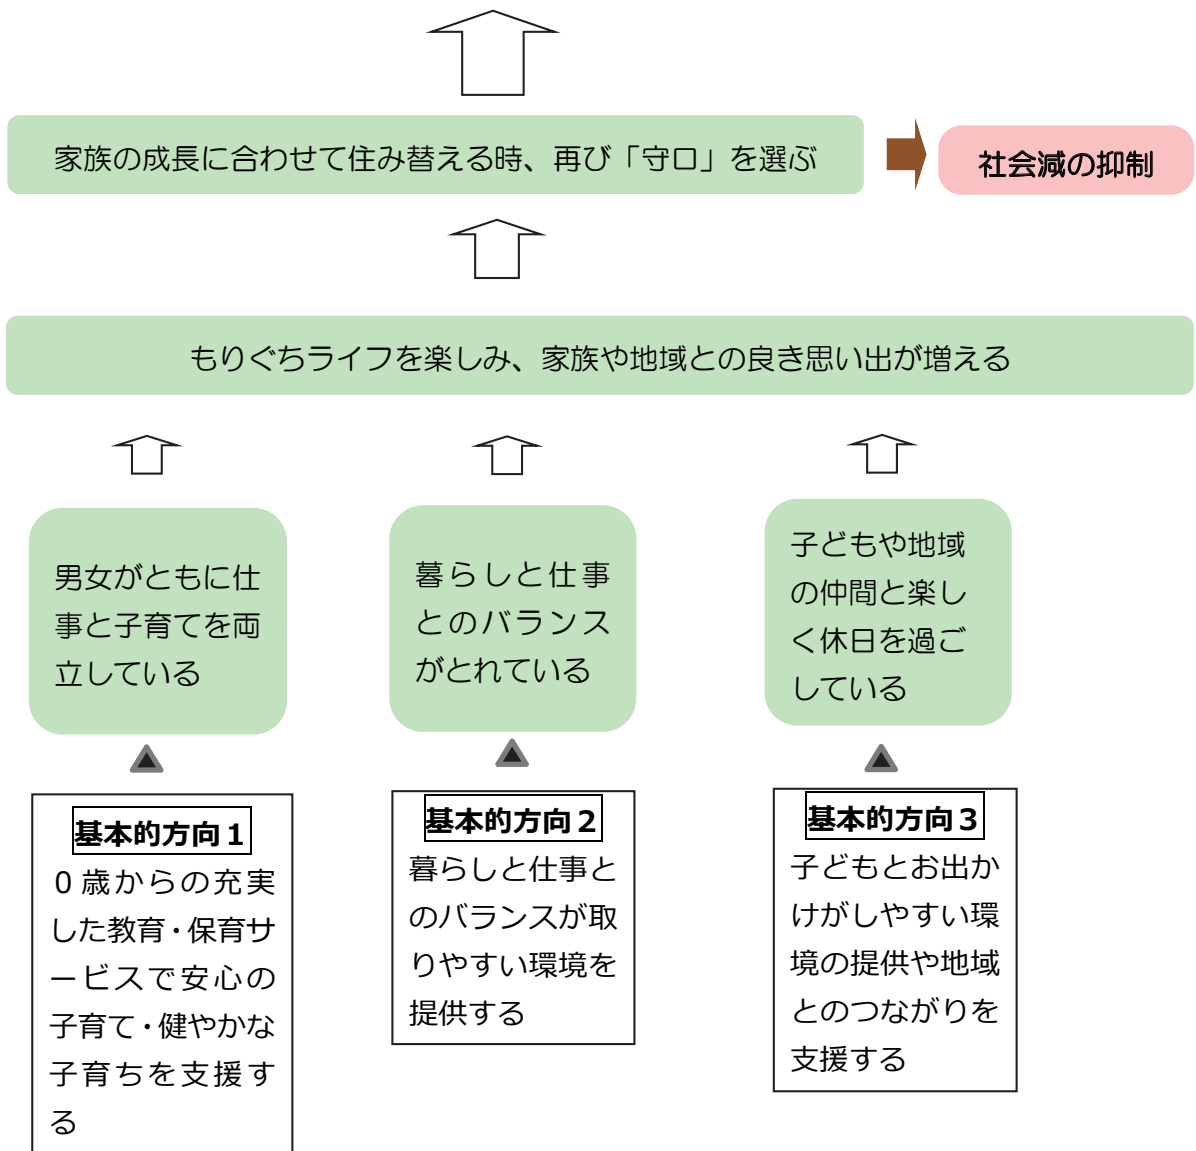 家族の成長に合わせて住み替える時、再び「守口」を選ぶ
社会減の抑制
もりぐちライフを楽しみ、家族や地域との良き思い出が増える
男女がともに仕
事と子育てを両
立している
暮らしと仕事
とのバランス
がとれている
子どもや地域
の仲間と楽し
く休日を過ご
している
基本的方向１
０歳からの充実
した教育・保育サ
ービスで安心の
子育て・健やかな
子育ちを支援す
る
基本的方向２
暮らしと仕事と
のバランスが取
りやすい環境を
提供する
基本的方向３
子どもとお出か
けがしやすい環
境の提供や地域
とのつながりを
支援する